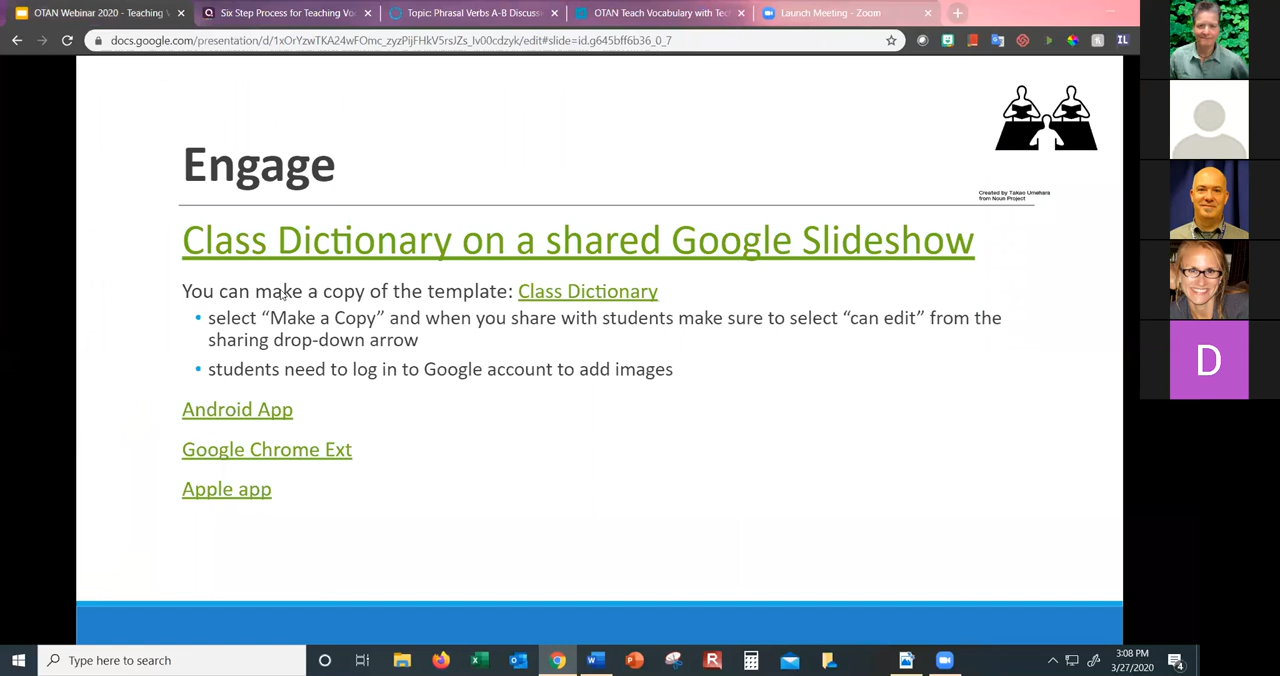 OTAN Webinar 2020 - Teaching V
Six Step Process for Teaching Vo
Topic: Phrasal Verbs A-B Discuss
OTAN Teach Vocabulary with Tec
Launch Meeting - Zoom
docs.google.com/presentation/d/1xOrYzwTKA24wFOmc_zyzPijFHkV5rsJZs_Iv00cdzyk/edit#slide=id.g645bff6b36_0_7
IL
Engage
Created by Takao Umehara
from Noun Project
Class Dictionary on a shared Google Slideshow
You can make a copy of the template: Class Dictionary
• select “Make a Copy” and when you share with students make sure to select “can edit” from the
sharing drop-down arrow
• students need to log in to Google account to add images
Android App
Google Chrome Ext
Apple app
D
Type here to search
3:08 PM
3/27/2020
4